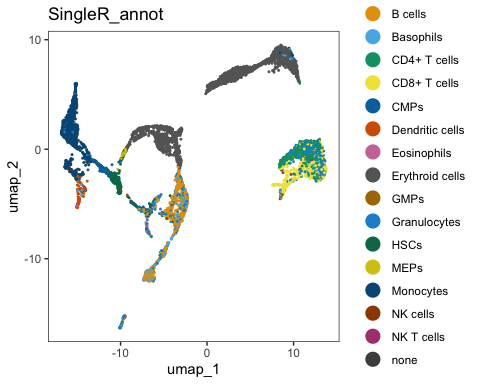 SingleR_annot
10
0
-10
umap_2
-10
0
10
umap_1
B cells
Basophils
CD4+ T cells
CD8+ T cells
CMPs
Dendritic cells
Eosinophils
Erythroid cells
GMPs
Granulocytes
HSCs
MEPs
Monocytes
NK cells
NK T cells
none